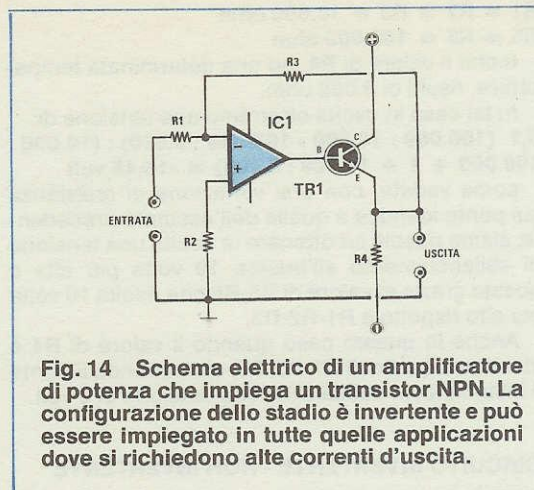 R3
R1
IC1
C
B
E
TR1
ENTRATA
R2
R4
USCITA
Fig. 14 Schema elettrico di un amplificatore
di potenza che impiega un transistor NPN. La
configurazione dello stadio è invertente e può
essere impiegato in tutte quelle applicazioni
dove si richiedono alte correnti d'uscita.